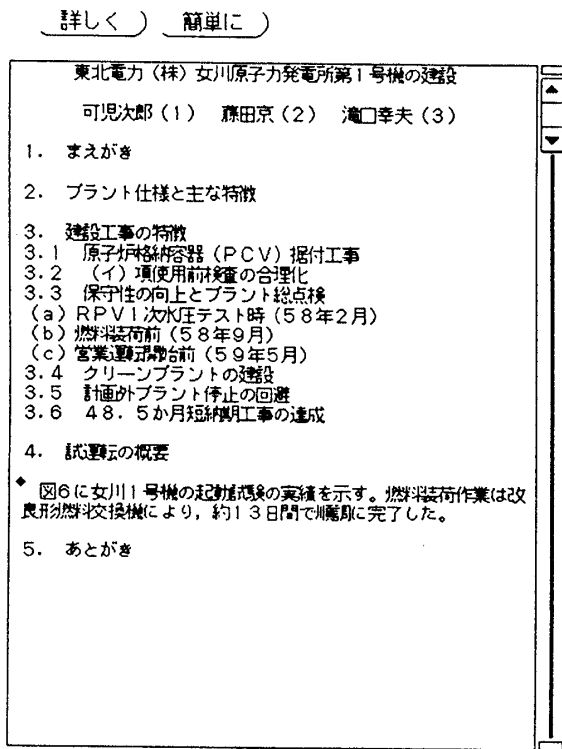 詳しく
簡単に
東北電力（株）女川原子力発電所第１号機の建設
可児次郎（１）　藤田京（２）　滝口幸夫（３）
１．　まえがき
２．　プラント仕様と主な特徴
３．　建設工事の特徴
３．１　原子炉格納容器（ＰＣＶ）据付工事
３．２　（イ）項使用前検査の合理化
３．３　保守性の向上とプラント総点検
（ａ）ＲＰＶ１次水圧テスト時（５８年２月）
（ｂ）燃料装荷前（５８年９月）
（ｃ）営業運転開始前（５９年５月）
３．４　クリーンプラントの建設
３．５　計画外プラント停止の回避
３．６　４８．５か月短納期工事の達成
４．　試運転の概要
◆　図６に女川１号機の起動試験の実績を示す。燃料装荷作業は改
良形燃料交換機により，約１３日間で順調に完了した。
５．　あとがき